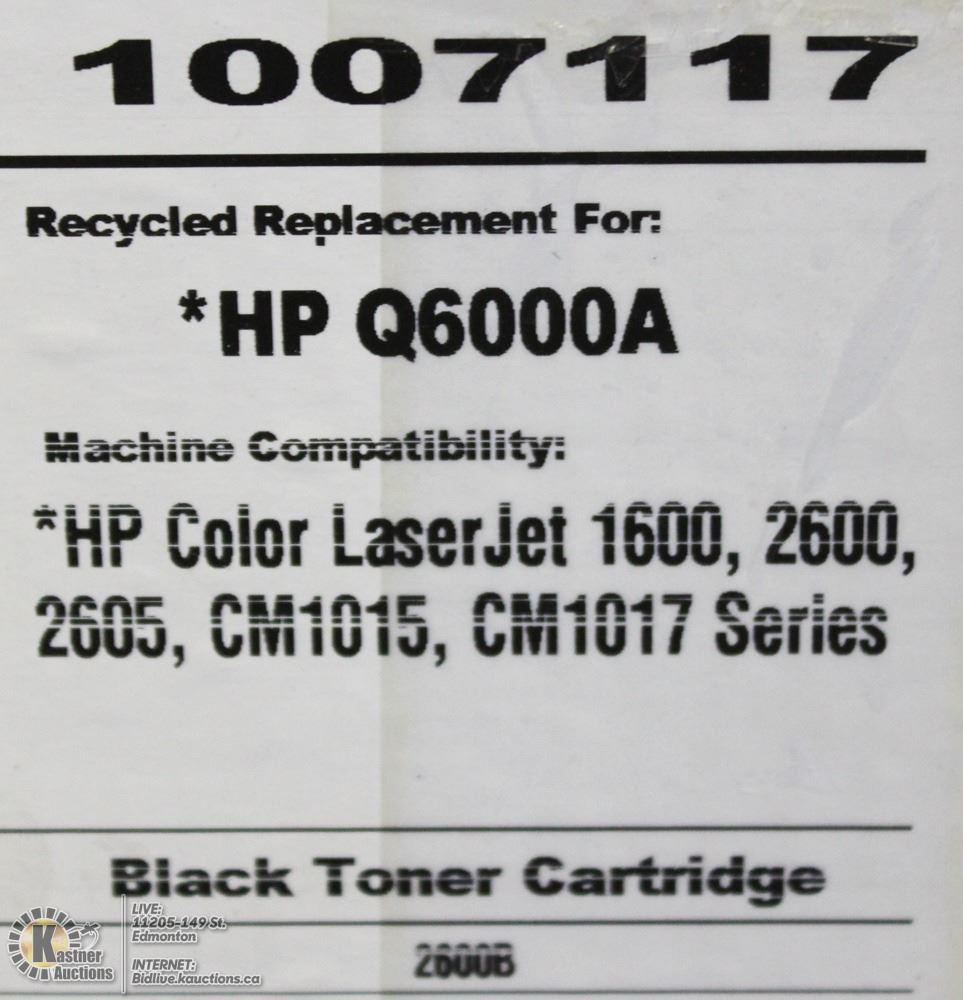 1007117
Recycled Replacement For:
*HP Q6000A
Machine Compatibility:
*HP Color LaserJet 1600, 2600,
2605, CM1015, CM1017 Series
Black Toner Cartridge
2600B
Kastner
Auctions
LIVE:
11205-149 St.
Edmonton
INTERNET:
Bidlive.kauctions.ca